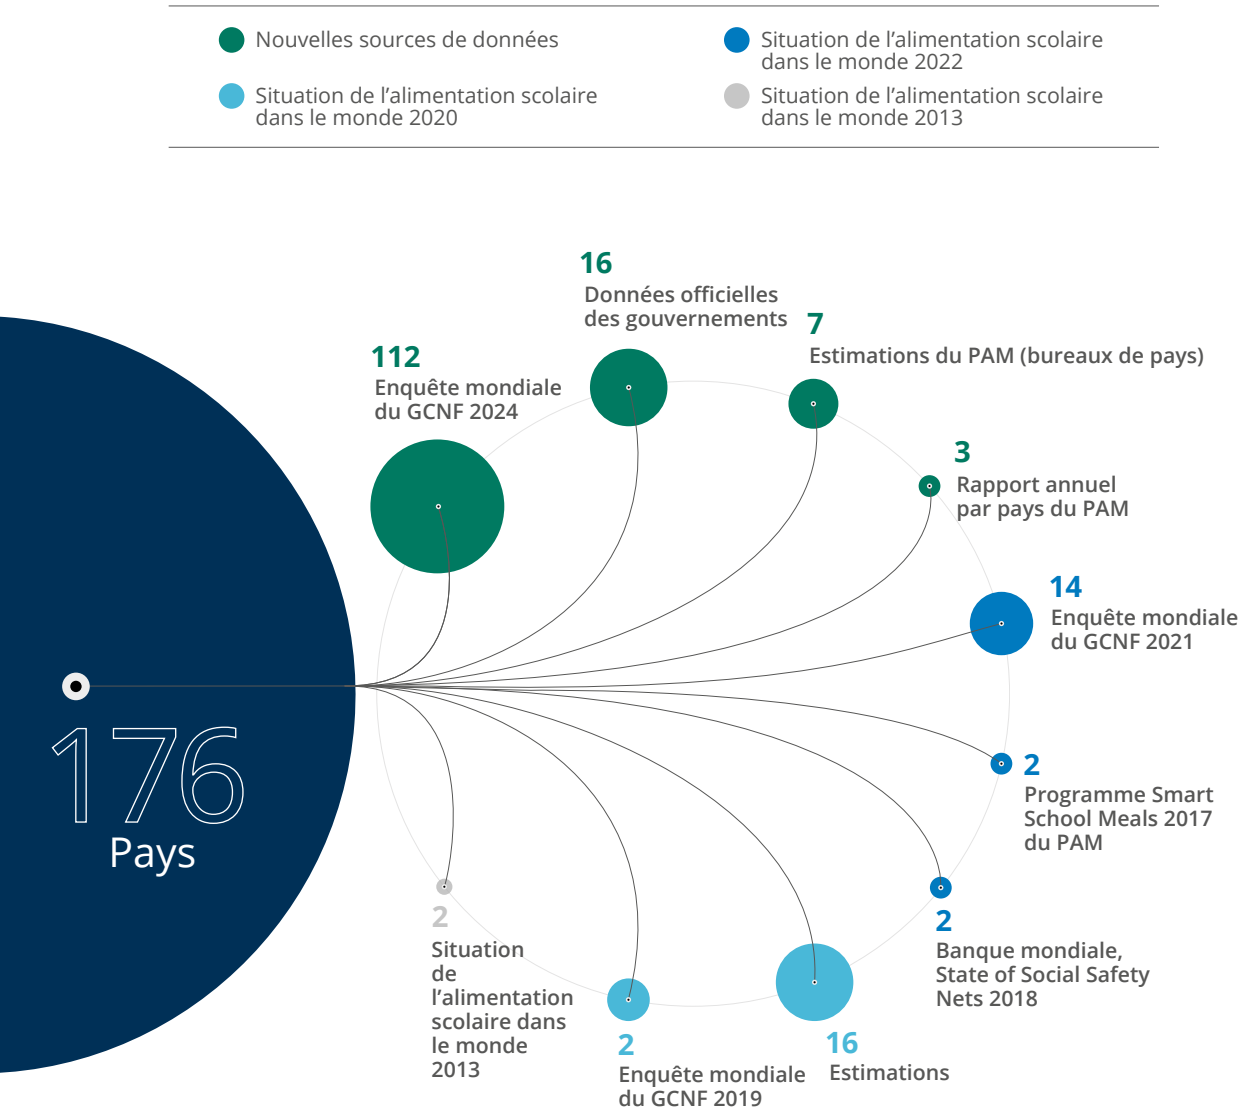 Nouvelles sources de données
Situation de l’alimentation scolaire
dans le monde 2022
Situation de l’alimentation scolaire
dans le monde 2020
Situation de l’alimentation scolaire
dans le monde 2013
16
Données officielles
des gouvernements
7
Estimations du PAM (bureaux de pays)
112
Enquête mondiale
du GCNF 2024
3
Rapport annuel
par pays du PAM
14
Enquête mondiale
du GCNF 2021
176
Pays
2
Programme Smart
School Meals 2017
du PAM
2
Banque mondiale,
State of Social Safety
Nets 2018
2
Situation
de
l’alimentation
scolaire dans
le monde
2013
2
Enquête mondiale
du GCNF 2019
16
Estimations